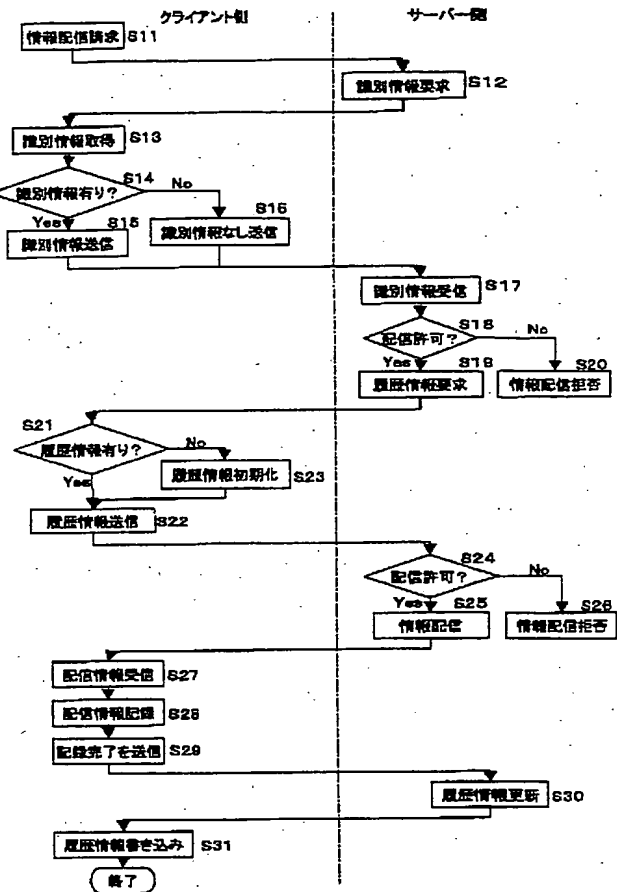 クライアント側 サーバー側
情報配信請求 S11
識別情報要求 S12
識別情報取得 S13
識別情報有り? S14
No
Yes
S15
S16
識別情報送信
識別情報なし送信
識別情報受信 S17
配信許可? S18
No
Yes
S19
S20
履歴情報要求
情報配信拒否
S21
履歴情報有り?
No
履歴情報初期化 S23
Yes
履歴情報送信 S22
S24
配信許可?
No
Yes
S25
S26
情報配信
情報配信拒否
配信情報受信 S27
配信情報記録 S28
記録完了を送信 S29
履歴情報更新 S30
履歴情報書き込み S31
終了